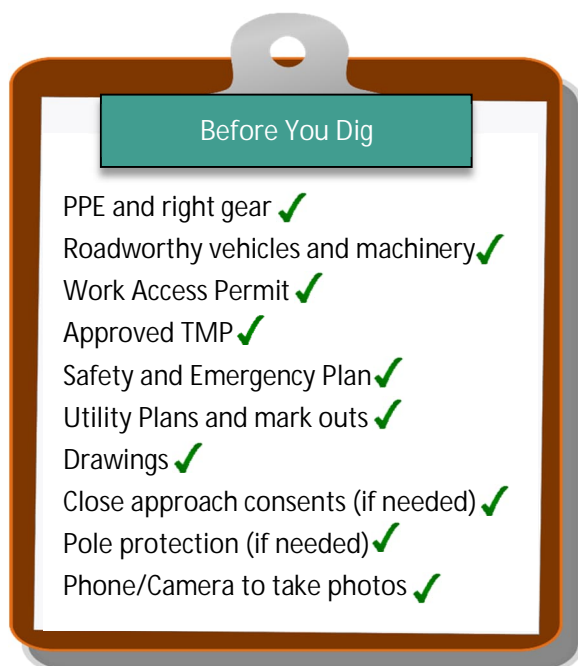 Before You Dig
PPE and right gear ✓
Roadworthy vehicles and machinery ✓
Work Access Permit ✓
Approved TMP ✓
Safety and Emergency Plan ✓
Utility Plans and mark outs ✓
Drawings ✓
Close approach consents (if needed) ✓
Pole protection (if needed) ✓
Phone/Camera to take photos ✓